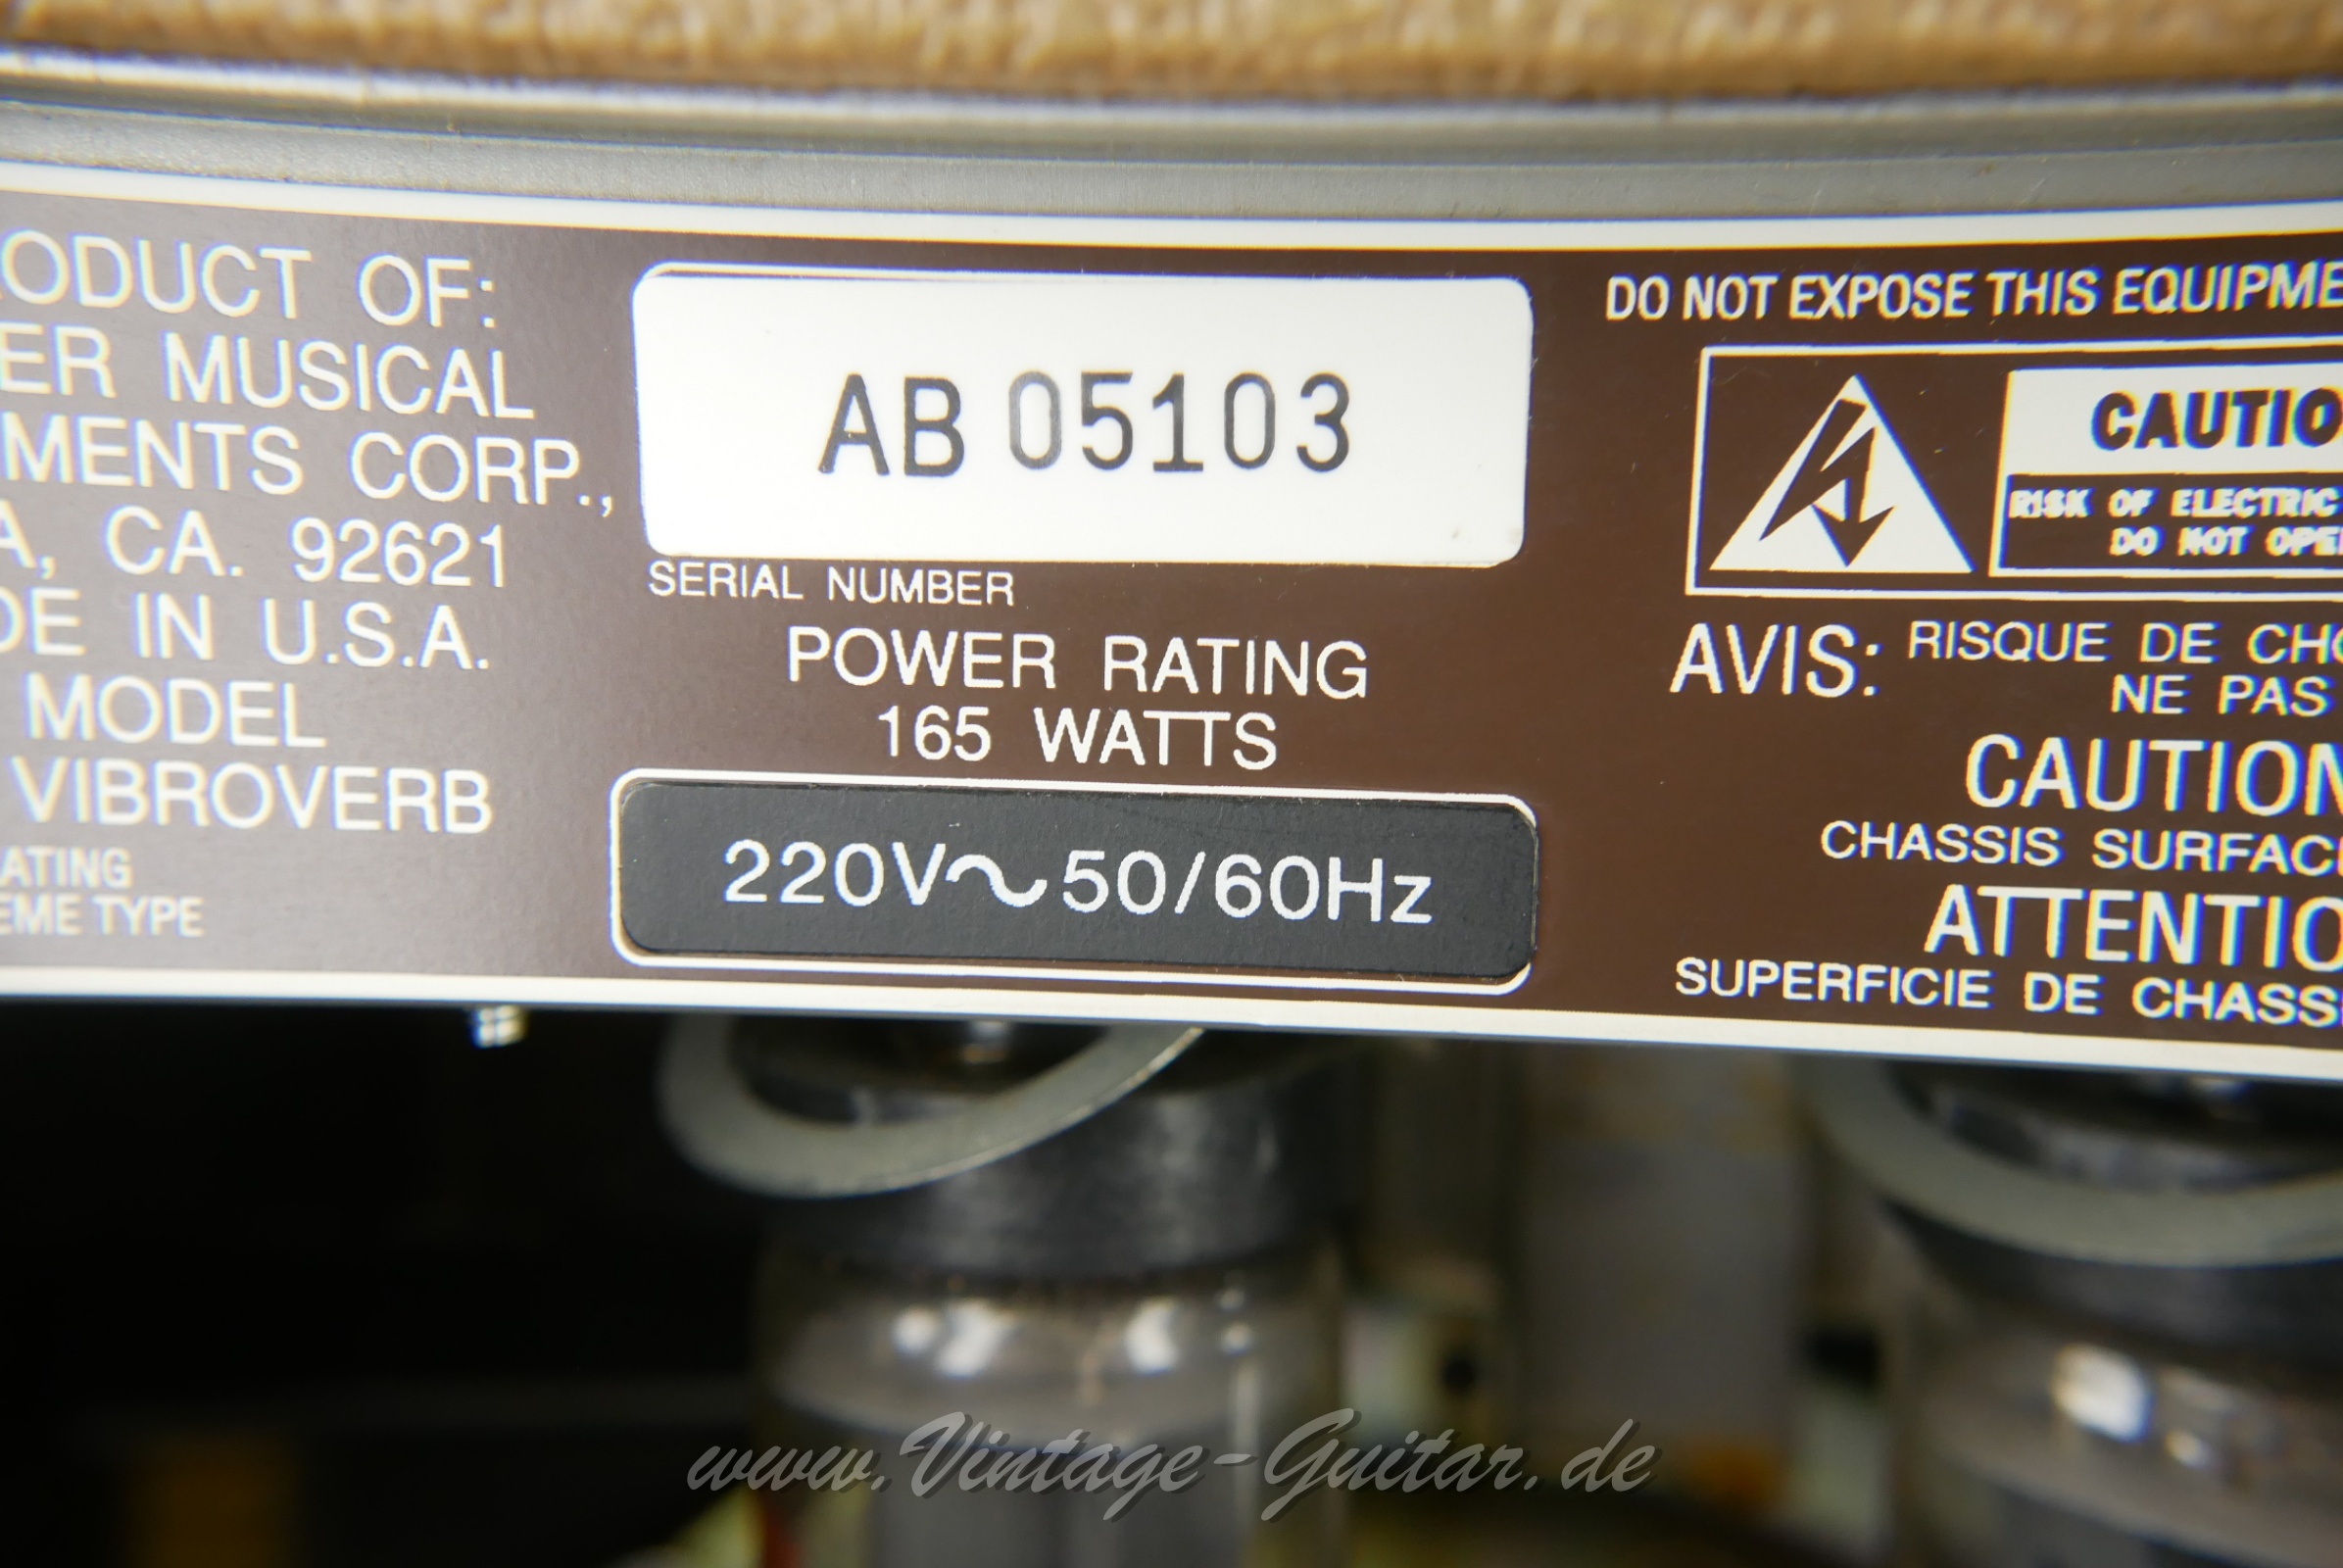 ODUCT OF:
ER MUSICAL
MENTS CORP.,
A, CA. 92621
DE IN U.S.A.
MODEL
VIBROVERB
ATING
EME TYPE
AB 05103
SERIAL NUMBER
POWER RATING
165 WATTS
220V~50/60Hz
DO NOT EXPOSE THIS EQUIPME
CAUTIO
RISK OF ELECTRIC
DO NOT OPE
AVIS: RISQUE DE CHO
NE PAS
CAUTION
CHASSIS SURFAC
ATTENTIO
SUPERFICIE DE CHASS
www.Vintage-Guitar.de